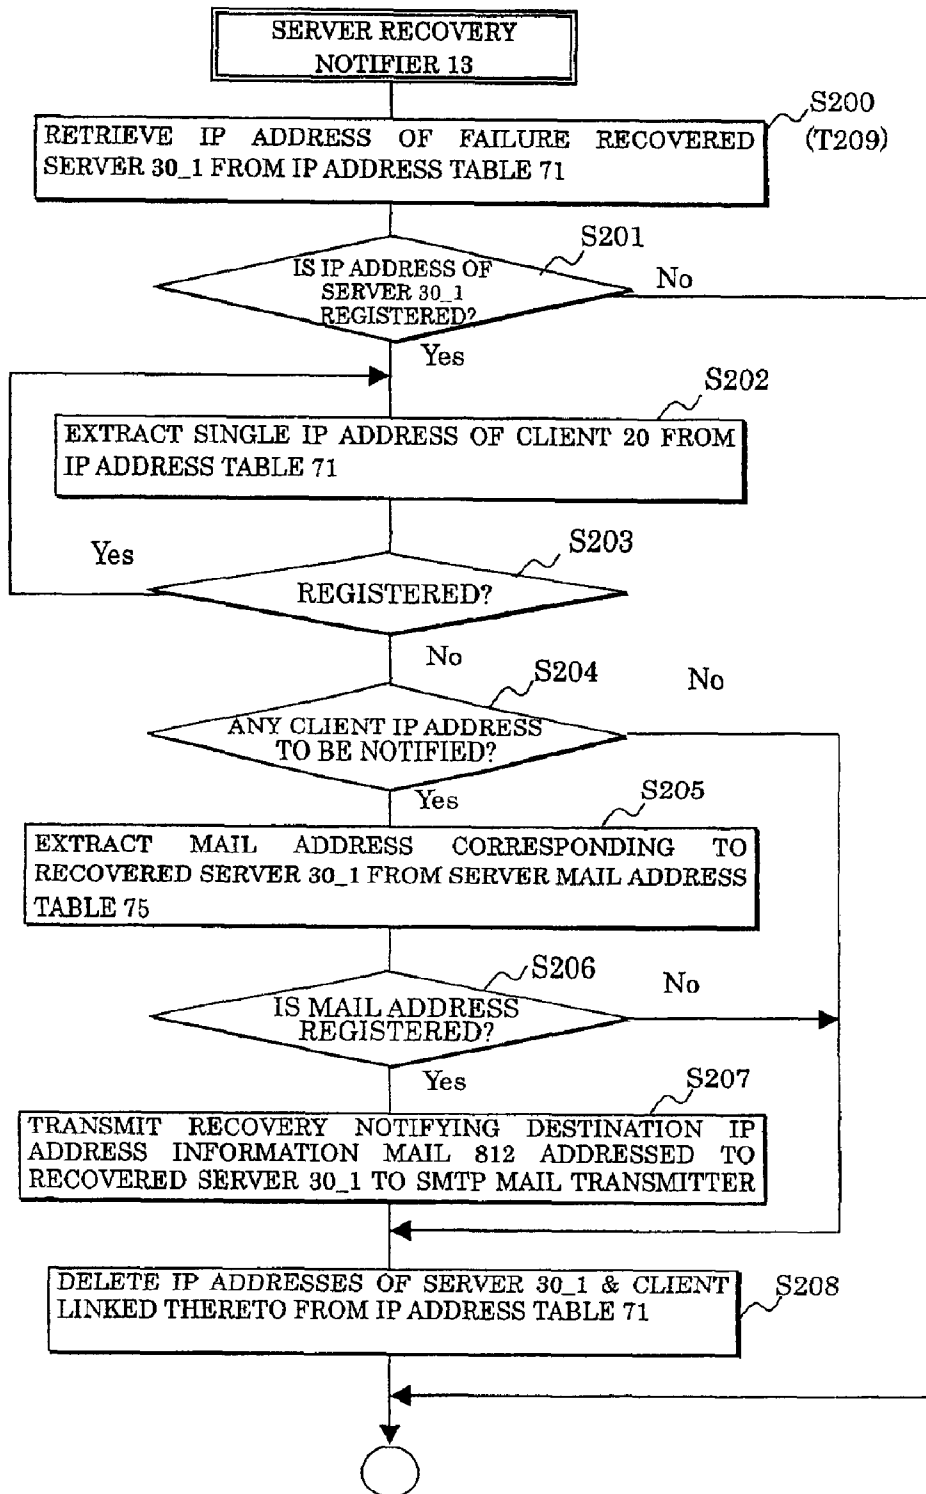 SERVER RECOVERY
NOTIFIER 13
S200
(T209)
RETRIEVE IP ADDRESS OF FAILURE RECOVERED
SERVER 30_1 FROM IP ADDRESS TABLE 71
S201
IS IP ADDRESS OF
SERVER 30_1
REGISTERED?
No
Yes
S202
EXTRACT SINGLE IP ADDRESS OF CLIENT 20 FROM
IP ADDRESS TABLE 71
Yes
S203
REGISTERED?
No
S204
No
ANY CLIENT IP ADDRESS
TO BE NOTIFIED?
Yes
S205
EXTRACT MAIL ADDRESS CORRESPONDING TO
RECOVERED SERVER 30_1 FROM SERVER MAIL ADDRESS
TABLE 75
S206
No
IS MAIL ADDRESS
REGISTERED?
Yes
S207
TRANSMIT RECOVERY NOTIFYING DESTINATION IP
ADDRESS INFORMATION MAIL 812 ADDRESSED TO
RECOVERED SERVER 30_1 TO SMTP MAIL TRANSMITTER
DELETE IP ADDRESSES OF SERVER 30_1 & CLIENT
LINKED THERETO FROM IP ADDRESS TABLE 71
S208